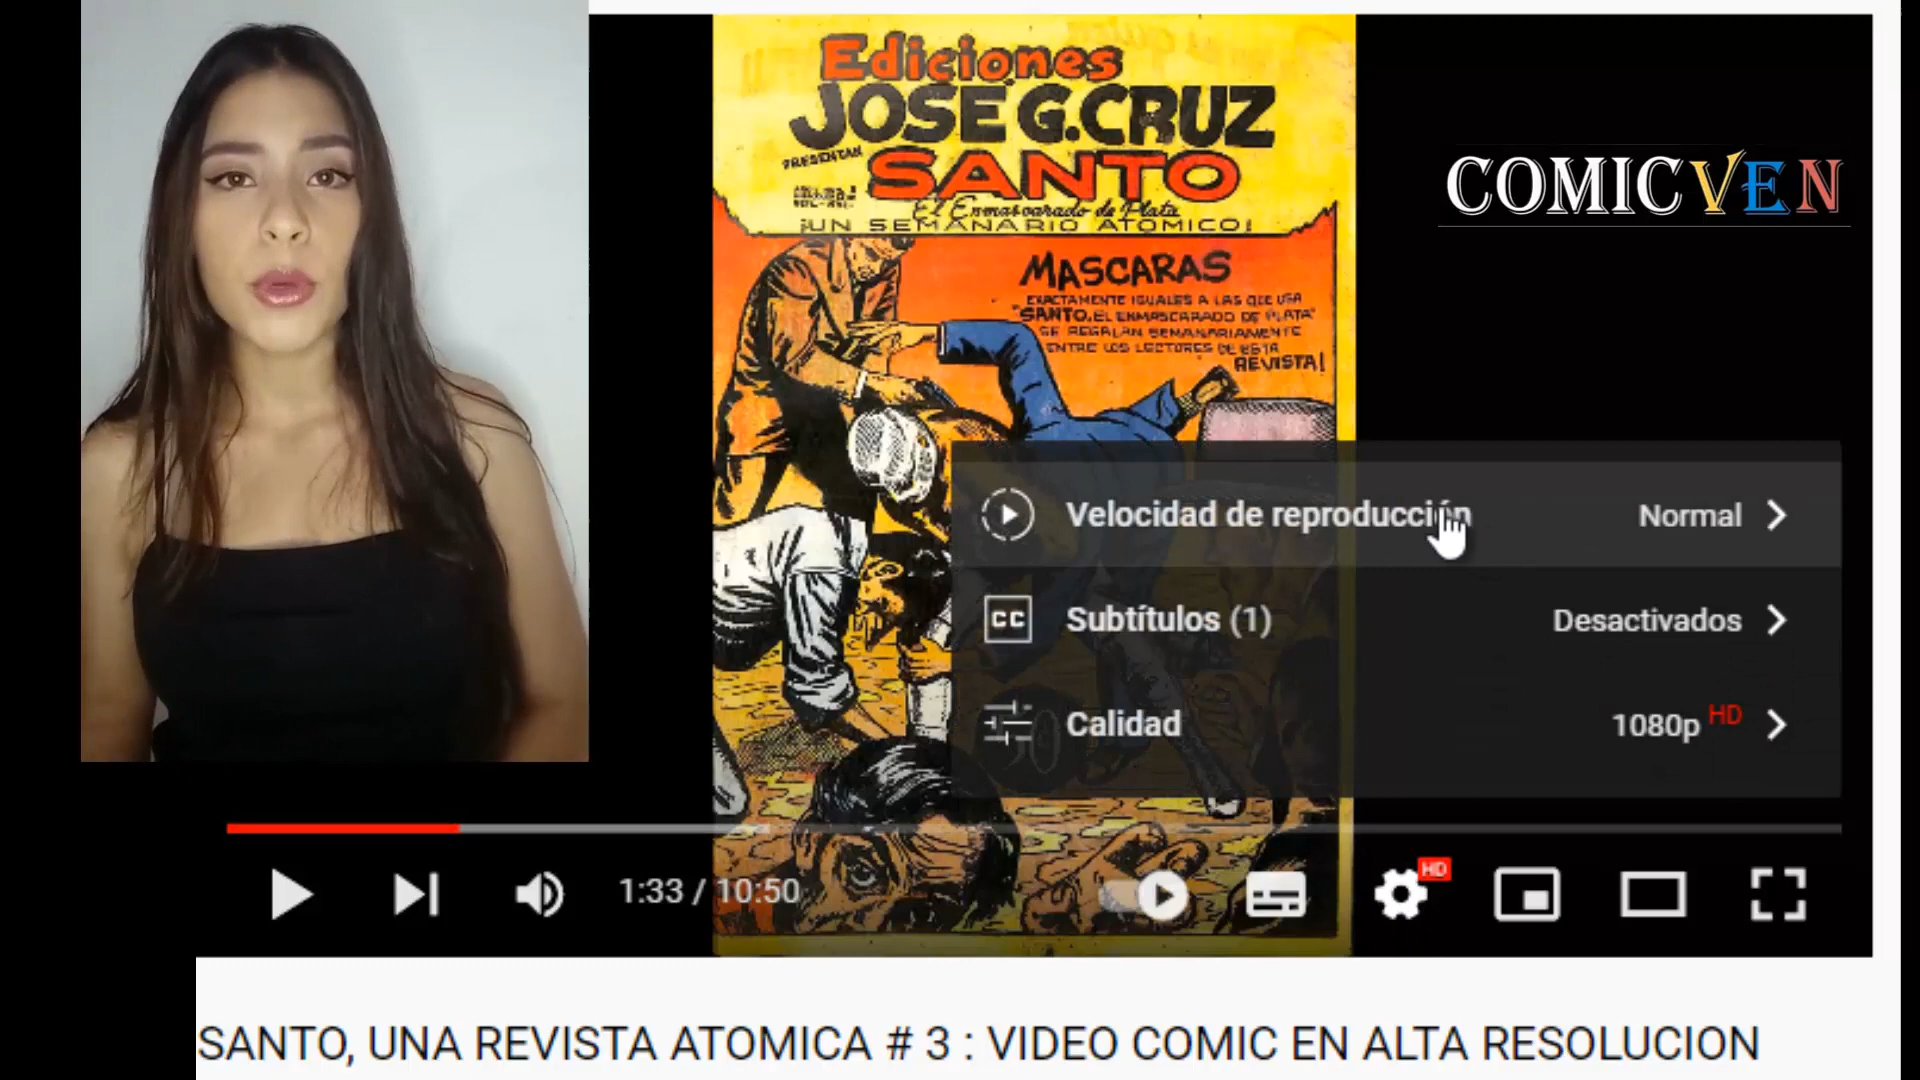 Ediciones
JOSE G. CRUZ
PRESENTAN
SANTO
El Enmascarado de Plata
¡UN SEMANARIO ATOMICO!
COMICVEN
MASCARAS
EXACTAMENTE IGUALES A LAS QUE USA
"SANTO, EL ENMASCARADO DE PLATA"
SE REGALAN SEMANARIAMENTE
ENTRE LOS LECTORES DE ESTA
REVISTA!
Velocidad de reproducción Normal
CC Subtítulos (1) Desactivados
Calidad 1080p HD
1:33 / 10:50
HD
SANTO, UNA REVISTA ATOMICA # 3 : VIDEO COMIC EN ALTA RESOLUCION